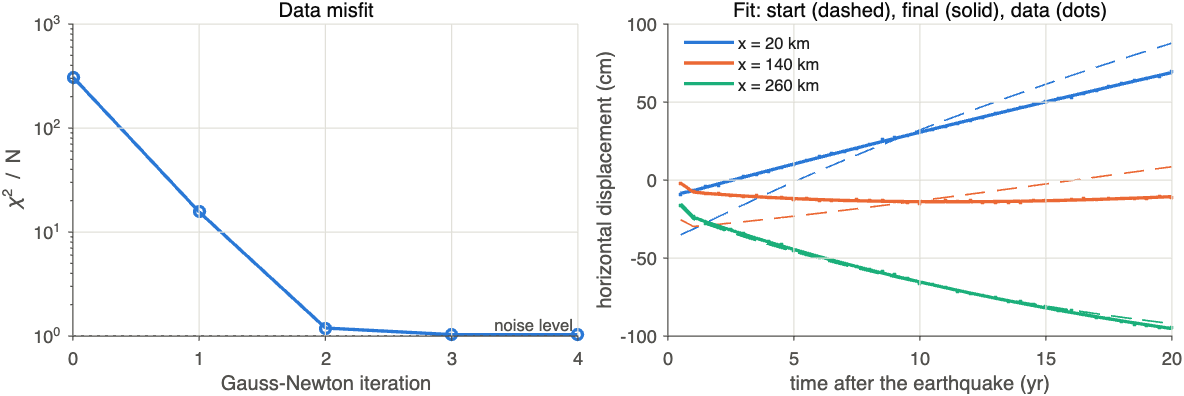 Data misfit
10³
10²
10¹
10⁰
χ² / N
noise level
0 1 2 3 4
Gauss-Newton iteration
Fit: start (dashed), final (solid), data (dots)
x = 20 km
x = 140 km
x = 260 km
100
50
0
-50
-100
horizontal displacement (cm)
0 5 10 15 20
time after the earthquake (yr)